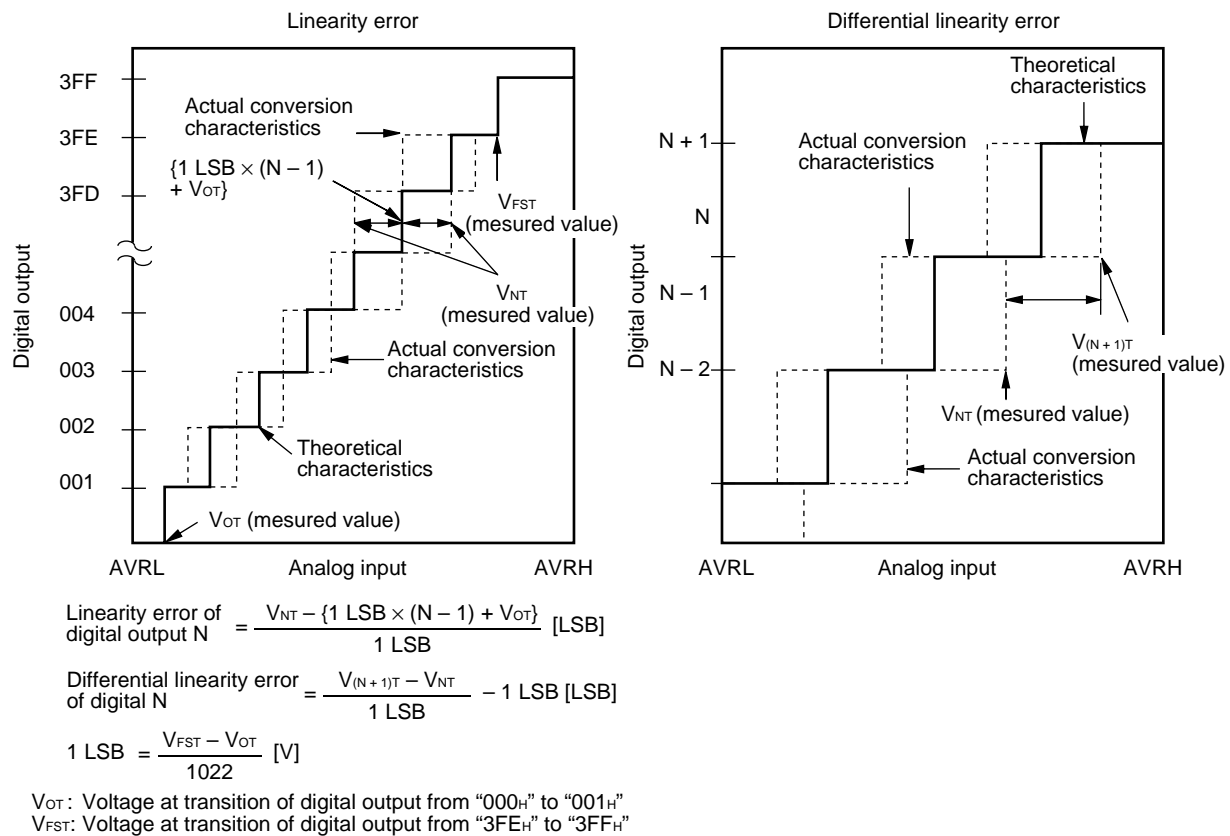 Linearity error
3FF
3FE
3FD
004
003
002
001
Digital output
Actual conversion
characteristics
{1 LSB × (N – 1)
+ VOT}
VFST
(mesured value)
VNT
(mesured value)
Actual conversion
characteristics
Theoretical
characteristics
VOT (mesured value)
AVRL
Analog input
AVRH
Differential linearity error
N + 1
N
N – 1
N – 2
Digital output
Theoretical
characteristics
Actual conversion
characteristics
V(N + 1)T
(mesured value)
VNT (mesured value)
Actual conversion
characteristics
AVRL
Analog input
AVRH
Linearity error of
digital output N
=
VNT – {1 LSB × (N – 1) + VOT}
1 LSB
[LSB]
Differential linearity error
of digital N
=
V(N + 1)T – VNT
1 LSB
– 1 LSB [LSB]
1 LSB =
VFST – VOT
1022
[V]
VOT : Voltage at transition of digital output from “000H” to “001H”
VFST: Voltage at transition of digital output from “3FEH” to “3FFH”